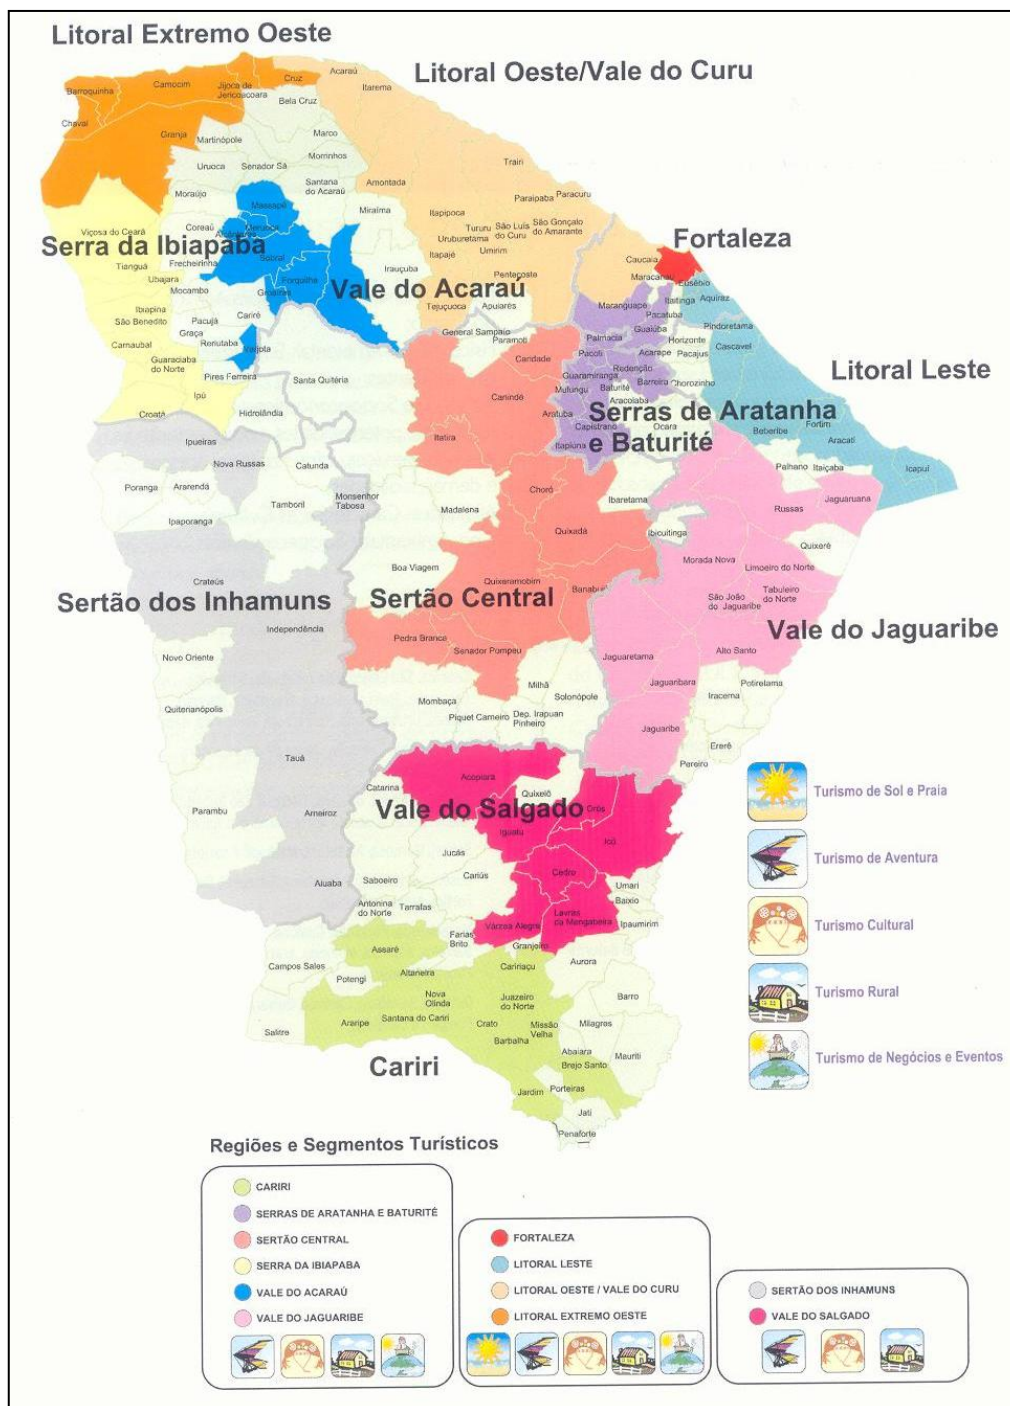 Litoral Extremo Oeste
Litoral Oeste/Vale do Curu
Acaraú
Itarema
Cruz
Camocim
Jijoca de
Jericoacoara
Barroquinha
Bela Cruz
Chaval
Granja
Martinópole
Marco
Morrinhos
Uruoca
Senador Sá
Santana
do Acaraú
Amontada
Trairi
Paraipaba
Paracuru
Moraújo
Massapê
Miraíma
Itapipoca
Tururu
São Luís
do Curu
São Gonçalo
do Amarante
Uruburetama
Umirim
Itapajé
Viçosa do Ceará
Coreaú
Meruoca
Alcântaras
Serra da Ibiapaba
Frecheirinha
Sobral
Tianguá
Ubajara
Forquilha
Irauçuba
Pentecoste
Fortaleza
Caucaia
Maracanaú
Eusébio
Mocambo
Groaíras
Vale do Acaraú
Tejuçuoca
Apuiarés
Maranguape
Itaitinga
Aquiraz
Pacatuba
Ibiapina
São Benedito
Pacujá
Cariré
Graça
General Sampaio
Paramoti
Palmácia
Guaiúba
Pindoretama
Horizonte
Cascavel
Carnaubal
Reriutaba
Varjota
Guaraciaba
do Norte
Pires Ferreira
Santa Quitéria
Caridade
Pacoti
Acarape
Pacajus
Redenção
Guaramiranga
Mulungu
Baturité
Barreira
Chorozinho
Litoral Leste
Ipú
Croatá
Hidrolândia
Canindé
Aracoiaba
Aratuba
Serras de Aratanha
e Baturité
Capistrano
Ocara
Beberibe
Fortim
Aracati
Itapiúna
Itatira
Ipueiras
Nova Russas
Catunda
Poranga
Ararendá
Tamboril
Monsenhor
Tabosa
Choró
Ibaretama
Palhano
Itaiçaba
Icapuí
Jaguaruana
Russas
Ipaporanga
Madalena
Quixadá
Ibicuitinga
Quixeré
Crateús
Boa Viagem
Quixeramobim
Banabuiú
Morada Nova
Limoeiro do Norte
Sertão dos Inhamuns
Sertão Central
São João
do Jaguaribe
Tabuleiro
do Norte
Vale do Jaguaribe
Independência
Pedra Branca
Senador Pompeu
Novo Oriente
Jaguaretama
Alto Santo
Quiterianópolis
Milhã
Solonópole
Jaguaribara
Potiretama
Iracema
Mombaça
Piquet Carneiro
Dep. Irapuan
Pinheiro
Jaguaribe
Ererê
Pereiro
Tauá
Acopiara
Catarina
Quixelô
Vale do Salgado
Orós
Parambu
Arneiroz
Iguatu
Icó
Jucás
Cariús
Cedro
Saboeiro
Aiuaba
Umari
Baixio
Antonina
do Norte
Tarrafas
Lavras
da Mangabeira
Ipaumirim
Várzea Alegre
Farias
Brito
Granjeiro
Assaré
Aurora
Campos Sales
Potengi
Altaneira
Caririaçu
Nova
Olinda
Juazeiro
do Norte
Barro
Salitre
Araripe
Santana do Cariri
Crato
Missão
Velha
Milagres
Barbalha
Abaiara
Mauriti
Cariri
Brejo Santo
Jardim
Porteiras
Jati
Penaforte
Turismo de Sol e Praia
Turismo de Aventura
Turismo Cultural
Turismo Rural
Turismo de Negócios e Eventos
Regiões e Segmentos Turísticos
CARIRI
SERRAS DE ARATANHA E BATURITÉ
SERTÃO CENTRAL
SERRA DA IBIAPABA
VALE DO ACARAÚ
VALE DO JAGUARIBE
FORTALEZA
LITORAL LESTE
LITORAL OESTE / VALE DO CURU
LITORAL EXTREMO OESTE
SERTÃO DOS INHAMUNS
VALE DO SALGADO